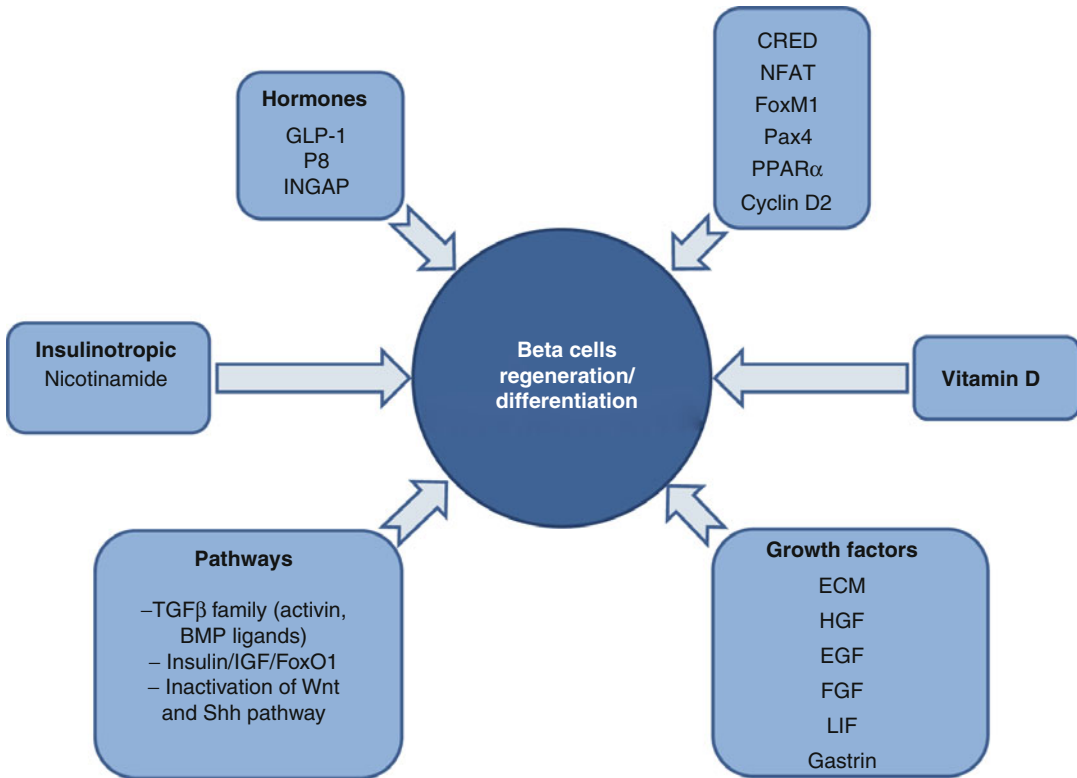 Hormones
GLP-1
P8
INGAP
CRED
NFAT
FoxM1
Pax4
PPARα
Cyclin D2
Insulinotropic
Nicotinamide
Beta cells
regeneration/
differentiation
Vitamin D
Pathways
–TGFβ family (activin,
BMP ligands)
– Insulin/IGF/FoxO1
– Inactivation of Wnt
and Shh pathway
Growth factors
ECM
HGF
EGF
FGF
LIF
Gastrin